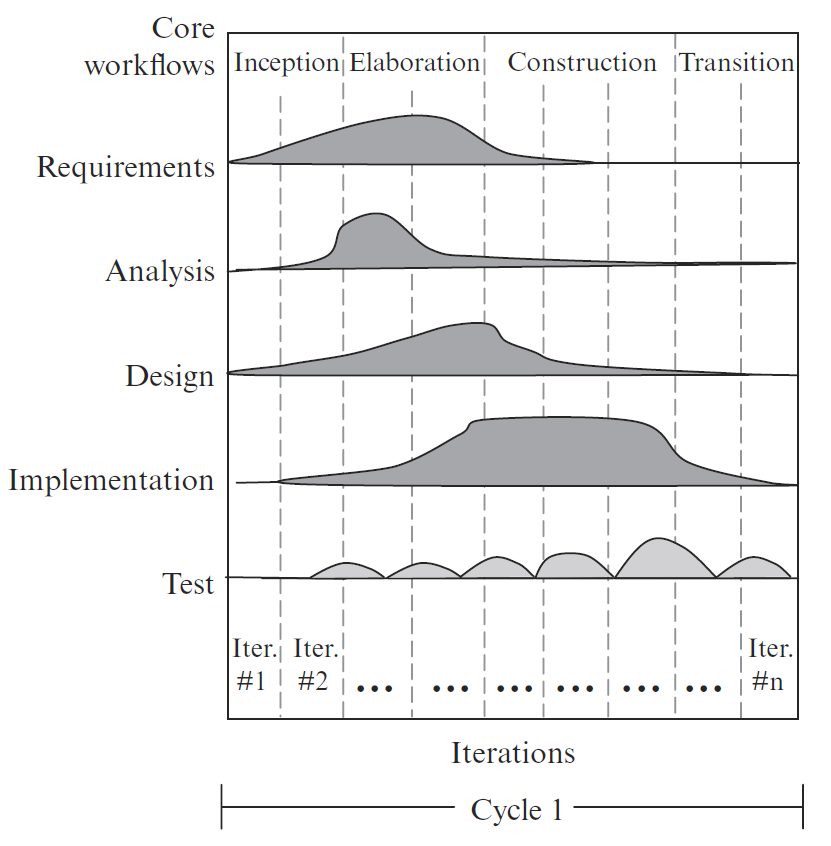 Core
workflows
Inception Elaboration Construction Transition
Requirements
Analysis
Design
Implementation
Test
Iter. Iter. Iter.
#1 #2 ... ... ... ... ... ... #n
Iterations
Cycle 1